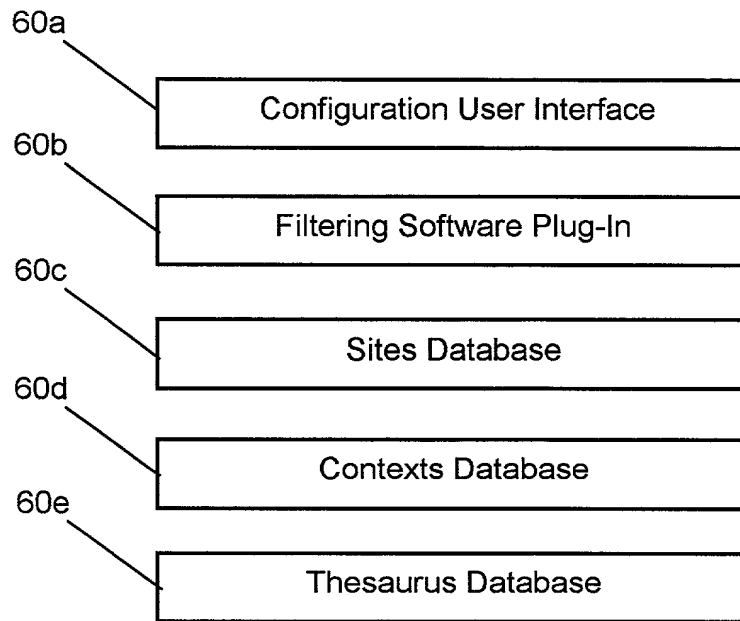 60a
Configuration User Interface
60b
Filtering Software Plug-In
60c
Sites Database
60d
Contexts Database
60e
Thesaurus Database